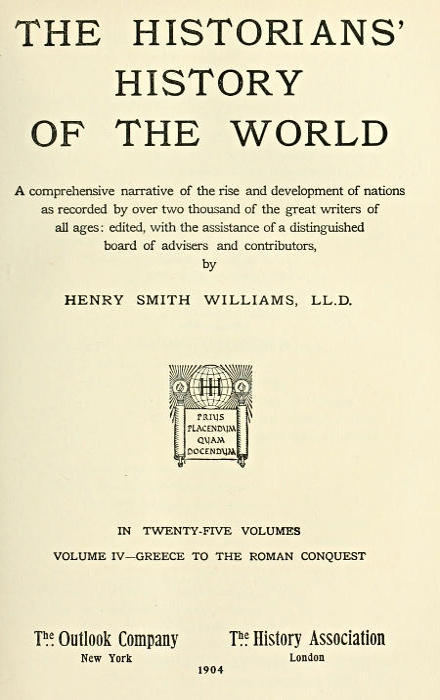 THE HISTORIANS'
HISTORY
OF THE WORLD
A comprehensive narrative of the rise and development of nations
as recorded by over two thousand of the great writers of
all ages: edited, with the assistance of a distinguished
board of advisers and contributors,
by
HENRY SMITH WILLIAMS, LL.D.
HH
PRIUS
PLACENDUM
QUAM
DOCENDUM
IN TWENTY-FIVE VOLUMES
VOLUME IV—GREECE TO THE ROMAN CONQUEST
The Outlook Company
New York
The History Association
London
1904